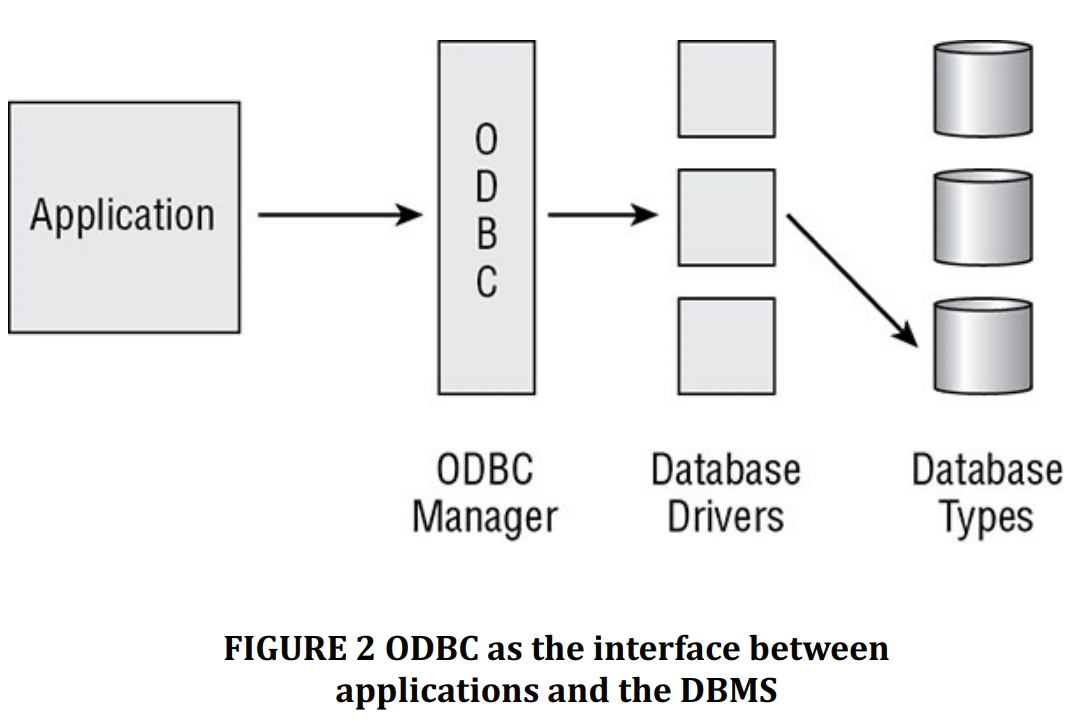 Application
O
D
B
C
ODBC
Manager
Database
Drivers
Database
Types
FIGURE 2 ODBC as the interface between
applications and the DBMS